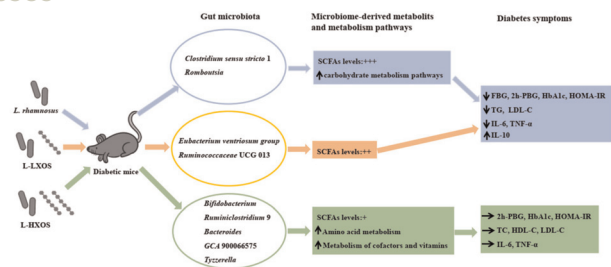 Gut microbiota
Microbiome-derived metabolits
and metabolism pathways
Diabetes symptoms
L. rhamnosus
L-LXOS
L-HXOS
Diabetic mice
Clostridium sensu stricto 1
Romboutsia
SCFAs levels:+++
↑carbohydrate metabolism pathways
↓FBG, 2h-PBG, HbA1c, HOMA-IR
↓TG, LDL-C
↓IL-6, TNF-α
↑IL-10
Eubacterium ventriosum group
Ruminococcaceae UCG 013
SCFAs levels:++
Bifidobacterium
Ruminiclostridium 9
Bacteroides
GCA 900066575
Tyzzerella
SCFAs levels:+
↑Amino acid metabolism
↑Metabolism of cofactors and vitamins
→ 2h-PBG, HbA1c, HOMA-IR
→ TC, HDL-C, LDL-C
→ IL-6, TNF-α